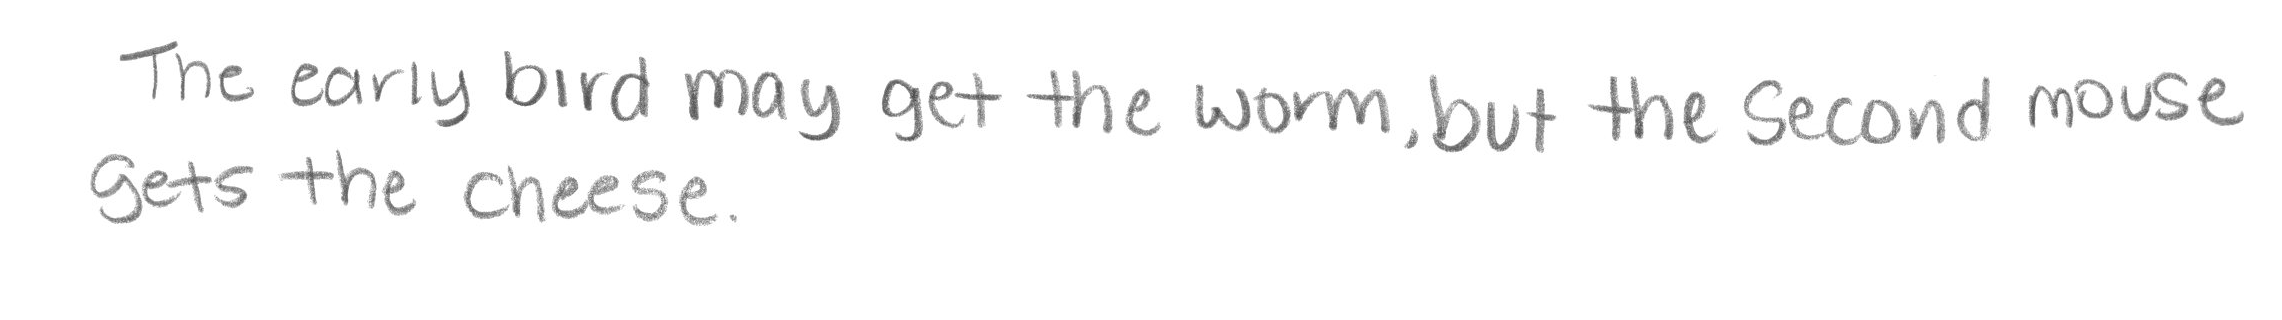 The early bird may get the worm, but the second mouse
gets the cheese.